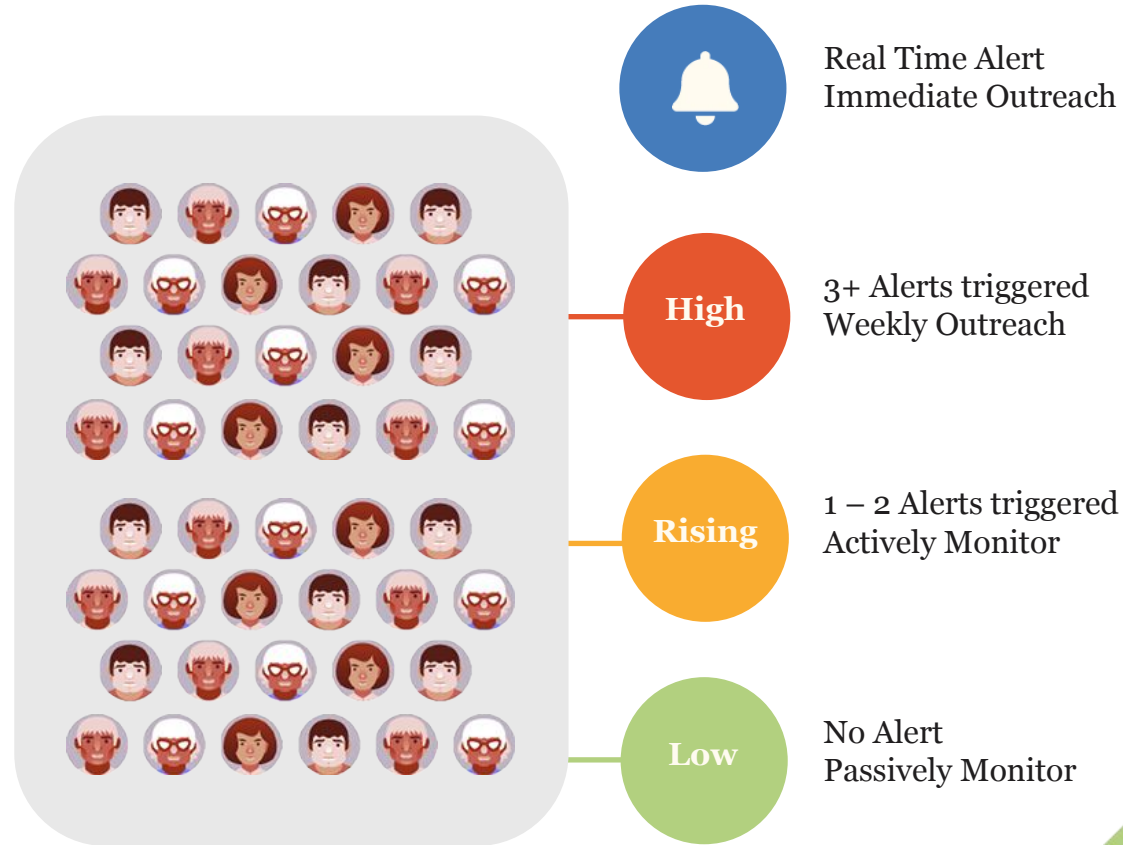 Real Time Alert
Immediate Outreach
High
3+ Alerts triggered
Weekly Outreach
Rising
1 – 2 Alerts triggered
Actively Monitor
Low
No Alert
Passively Monitor